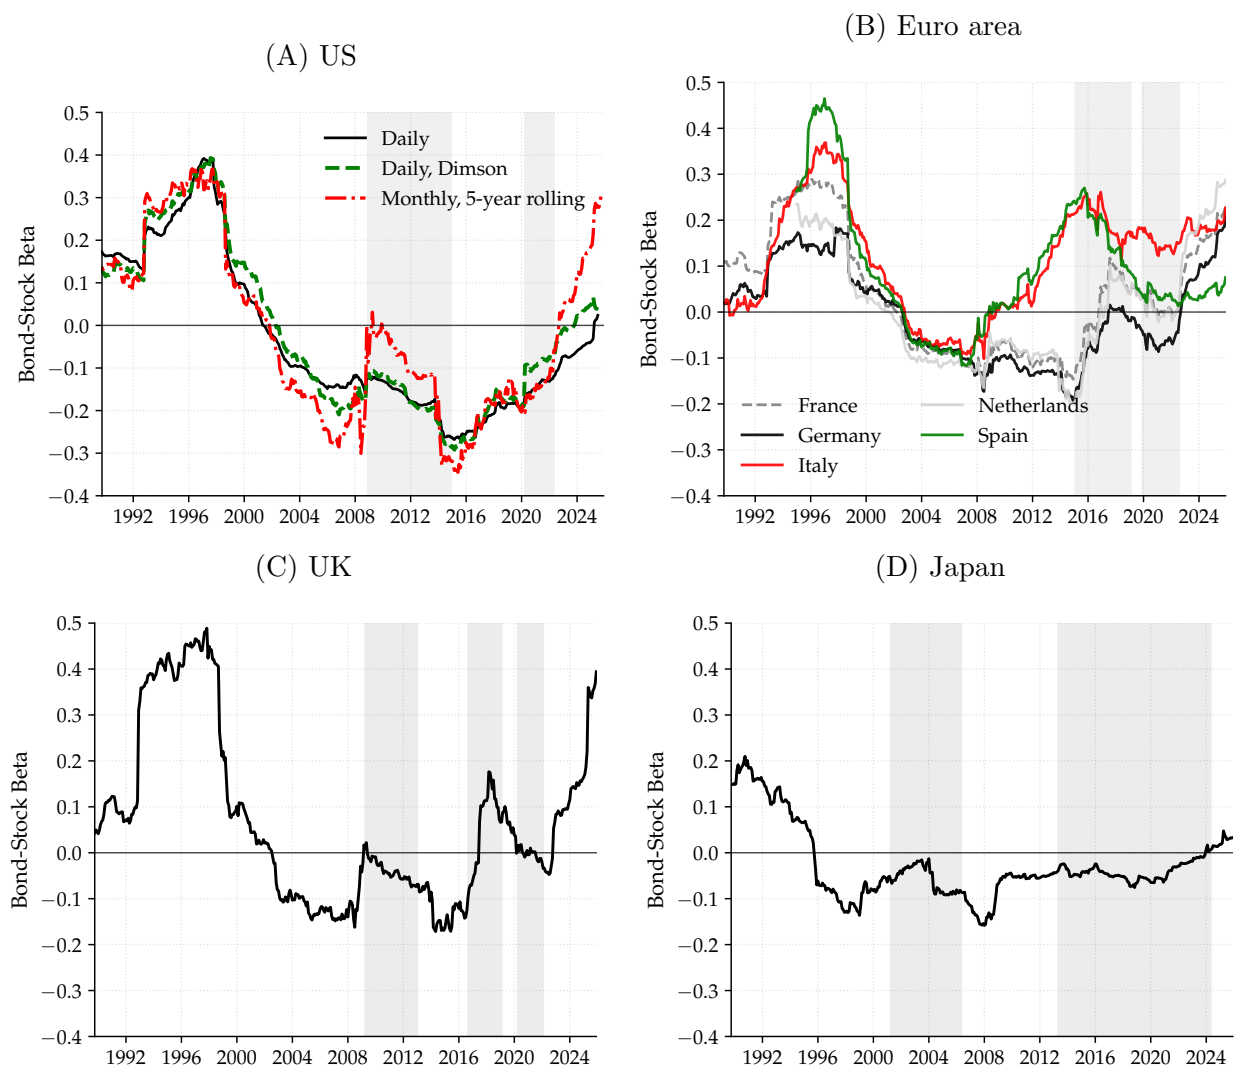 (A) US
0.5
0.4
0.3
0.2
0.1
0.0
−0.1
−0.2
−0.3
−0.4
Bond-Stock Beta
Daily
Daily, Dimson
Monthly, 5-year rolling
1992 1996 2000 2004 2008 2012 2016 2020 2024
(B) Euro area
0.5
0.4
0.3
0.2
0.1
0.0
−0.1
−0.2
−0.3
−0.4
Bond-Stock Beta
France
Germany
Italy
Netherlands
Spain
1992 1996 2000 2004 2008 2012 2016 2020 2024
(C) UK
0.5
0.4
0.3
0.2
0.1
0.0
−0.1
−0.2
−0.3
−0.4
Bond-Stock Beta
1992 1996 2000 2004 2008 2012 2016 2020 2024
(D) Japan
0.5
0.4
0.3
0.2
0.1
0.0
−0.1
−0.2
−0.3
−0.4
Bond-Stock Beta
1992 1996 2000 2004 2008 2012 2016 2020 2024